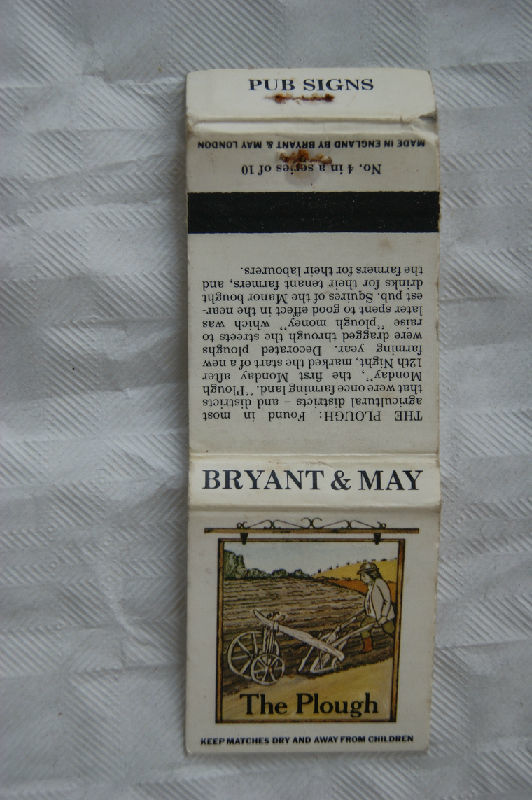 PUB SIGNS
MADE IN ENGLAND BY BRYANT & MAY LONDON
No. 4 in a series of 10
THE PLOUGH: Found in most
agricultural districts – and districts
that were once farming land. "Plough
Monday", the first Monday after
12th Night, marked the start of a new
farming year. Decorated ploughs
were dragged through the streets to
raise "plough money" which was
later spent to good effect in the near-
est pub. Squires of the Manor bought
drinks for their tenant farmers, and
the farmers for their labourers.
BRYANT & MAY
The Plough
KEEP MATCHES DRY AND AWAY FROM CHILDREN